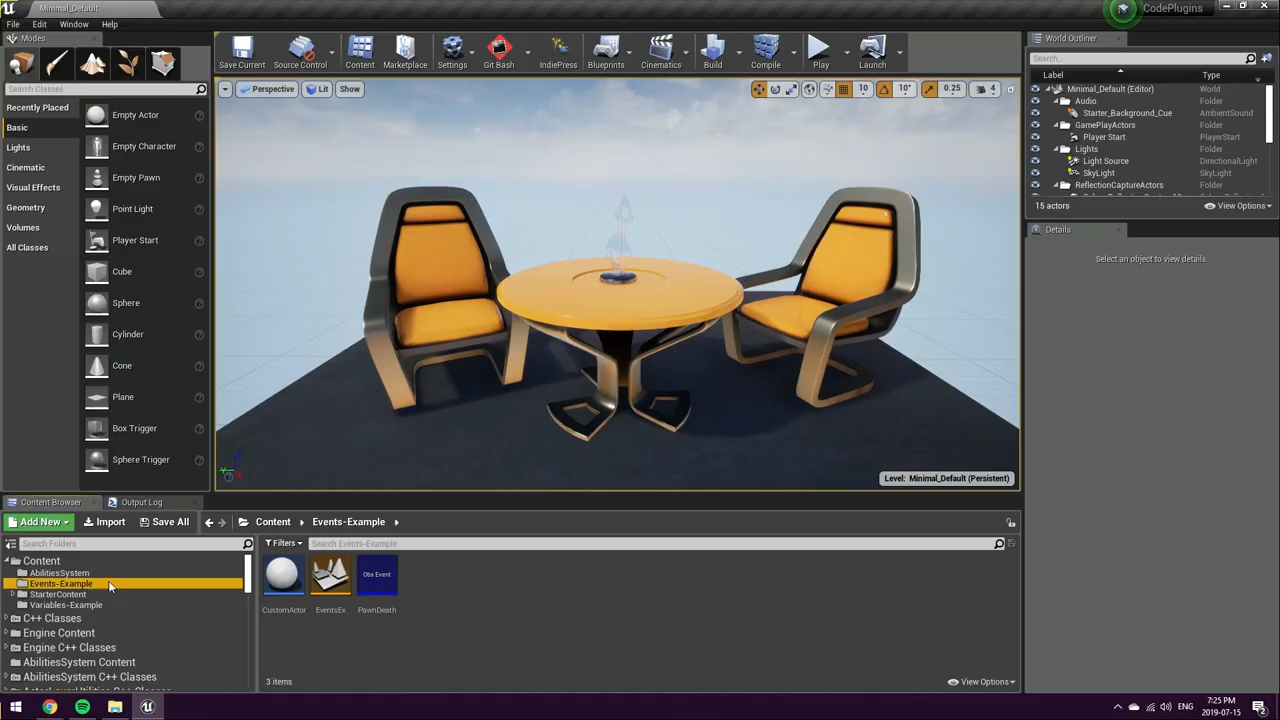 Minimal_Default
CodePlugins
File Edit Window Help
Modes
World Outliner
Save Current
Source Control
Content
Marketplace
Settings
Git Bash
IndiePress
Blueprints
Cinematics
Build
Compile
Play
Launch
Search...
Label Type
Search Classes
Perspective
Lit
Show
10
10°
0.25
4
Minimal_Default (Editor) World
Audio Folder
Starter_Background_Cue AmbientSound
GamePlayActors Folder
Player Start PlayerStart
Lights Folder
Light Source DirectionalLight
SkyLight SkyLight
ReflectionCaptureActors Folder
15 actors
View Options
Details
Select an object to view details.
Recently Placed
Basic
Lights
Cinematic
Visual Effects
Geometry
Volumes
All Classes
Empty Actor
Empty Character
Empty Pawn
Point Light
Player Start
Cube
Sphere
Cylinder
Cone
Plane
Box Trigger
Sphere Trigger
Level: Minimal_Default (Persistent)
Content Browser
Output Log
Add New
Import
Save All
Content
Events-Example
Search Folders
Filters
Search Events-Example
Content
AbilitiesSystem
Events-Example
StarterContent
Variables-Example
C++ Classes
Engine Content
Engine C++ Classes
AbilitiesSystem Content
AbilitiesSystem C++ Classes
Obs Event
CustomActor
EventsEx
PawnDeath
3 items
View Options
ENG
7:25 PM
2019-07-15
2